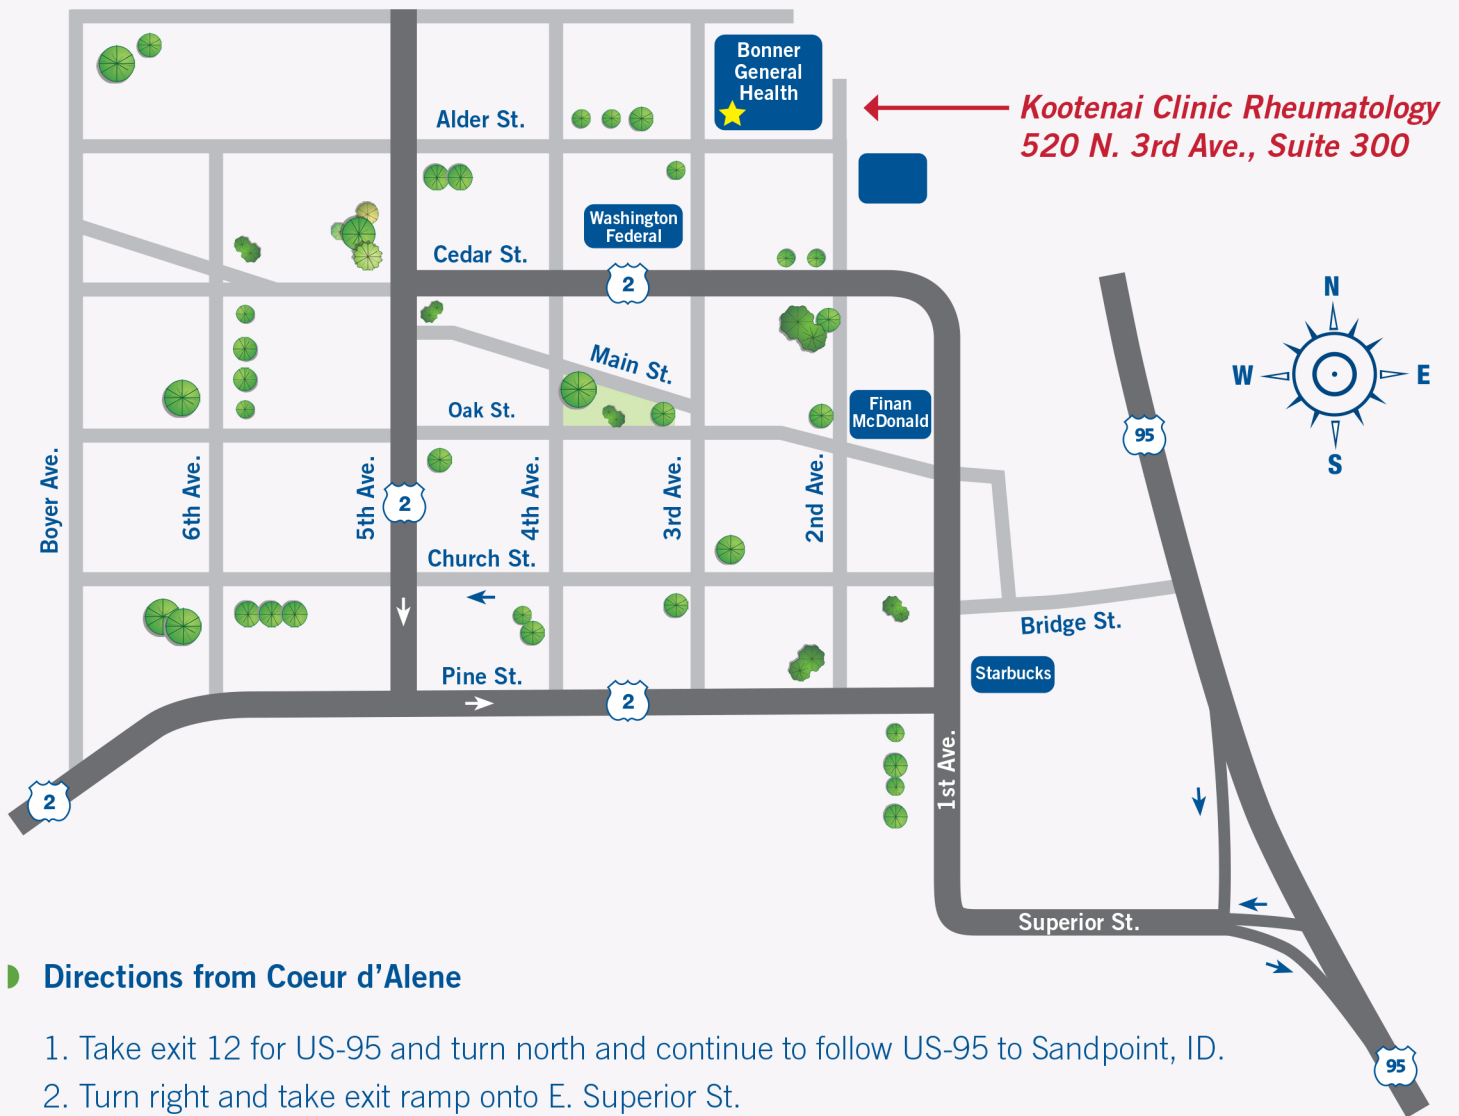 Bonner
General
Health
Kootenai Clinic Rheumatology
520 N. 3rd Ave., Suite 300
Alder St.
Washington
Federal
Cedar St.
2
N
W
E
S
Main St.
Oak St.
Finan
McDonald
95
Boyer Ave.
6th Ave.
5th Ave.
2
4th Ave.
3rd Ave.
2nd Ave.
Church St.
Bridge St.
Pine St.
2
Starbucks
2
1st Ave.
Superior St.
Directions from Coeur d’Alene
1. Take exit 12 for US-95 and turn north and continue to follow US-95 to Sandpoint, ID.
95
2. Turn right and take exit ramp onto E. Superior St.